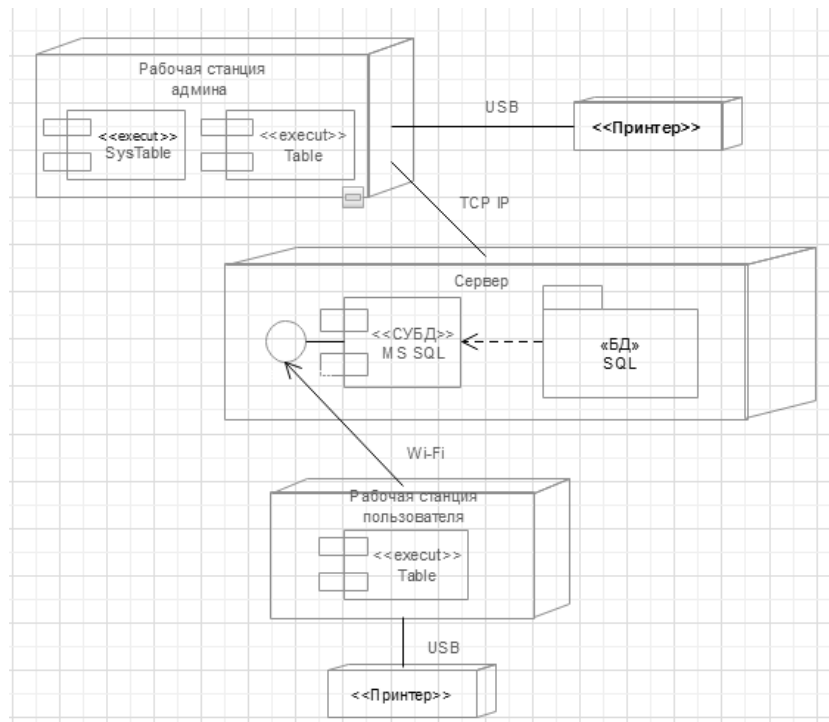 Рабочая станция
админа
<<execut>>
SysTable
<<execut>>
Table
USB
<<Принтер>>
TCP IP
Сервер
<<СУБД>>
MS SQL
«БД»
SQL
Wi-Fi
Рабочая станция
пользователя
<<execut>>
Table
USB
<<Принтер>>